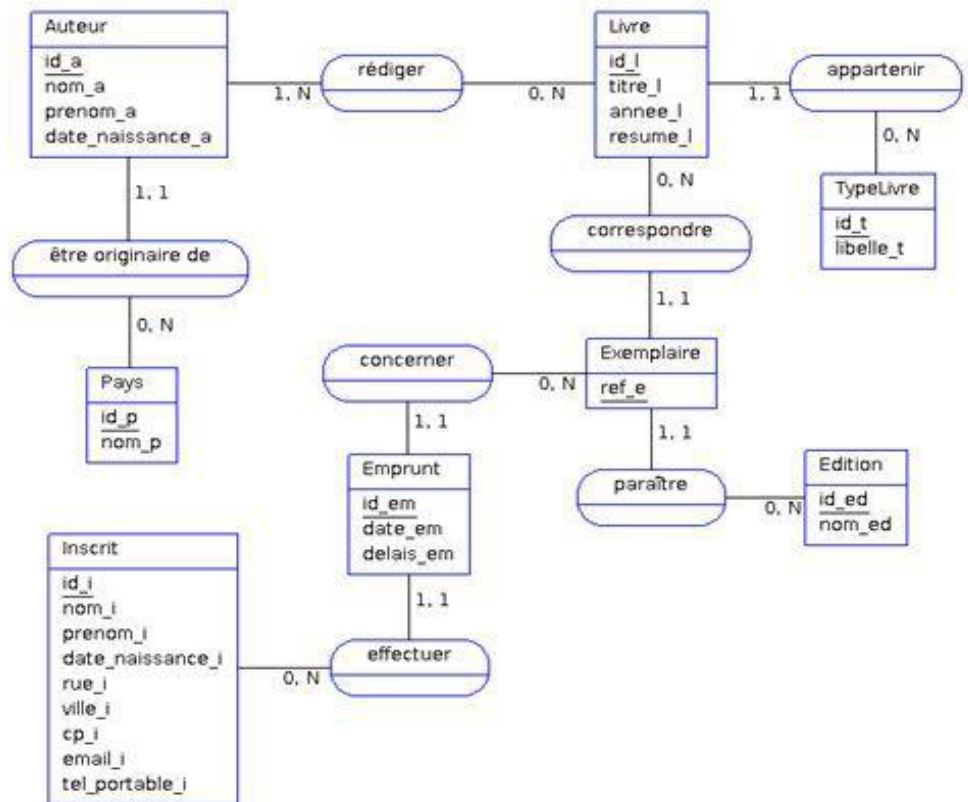 Auteur
id_a
nom_a
prenom_a
date_naissance_a
1, N
rédiger
0, N
Livre
id_l
titre_l
annee_l
resume_l
1, 1
appartenir
0, N
TypeLivre
id_t
libelle_t
1, 1
être originaire de
0, N
Pays
id_p
nom_p
0, N
correspondre
1, 1
Exemplaire
ref_e
0, N
concerner
1, 1
1, 1
paraître
0, N
Edition
id_ed
nom_ed
Emprunt
id_em
date_em
delais_em
1, 1
effectuer
0, N
Inscrit
id_i
nom_i
prenom_i
date_naissance_i
rue_i
ville_i
cp_i
email_i
tel_portable_i